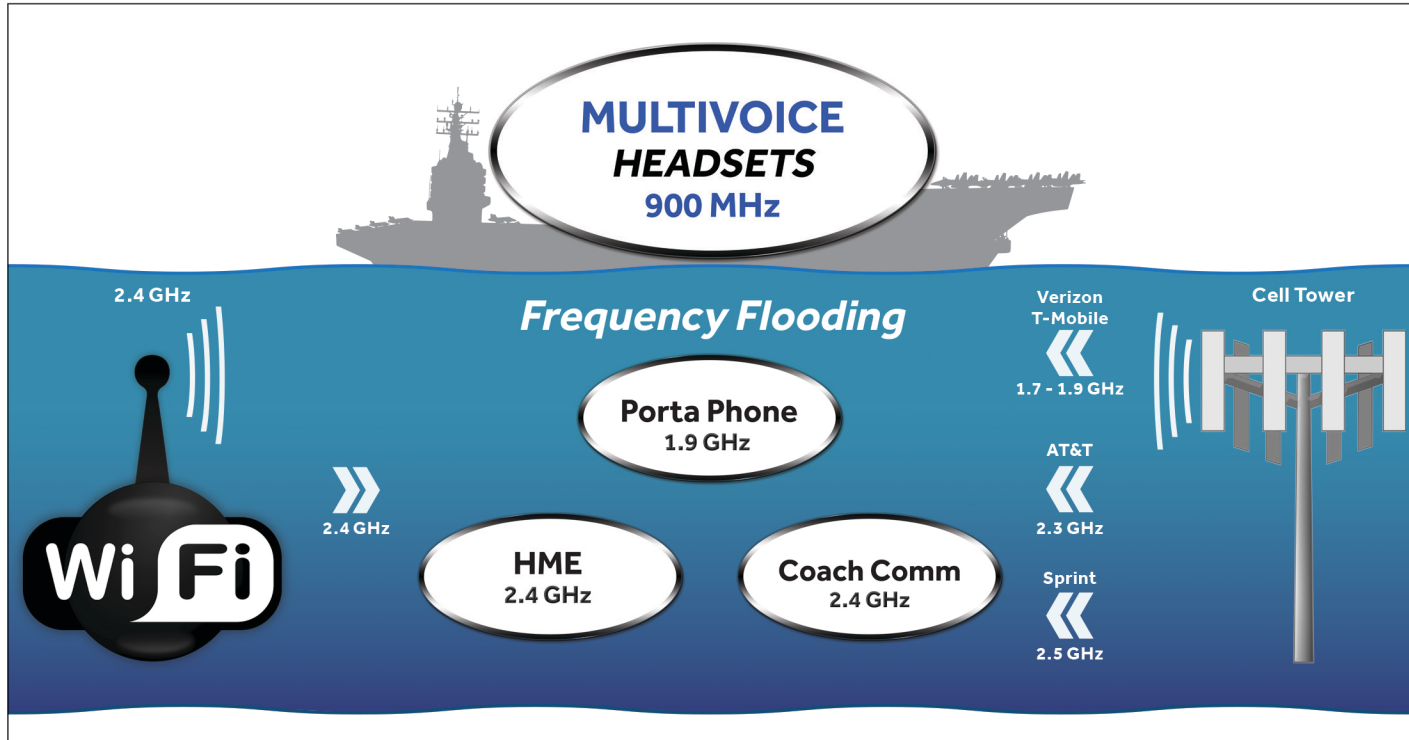 MULTIVOICE
HEADSETS
900 MHz
2.4 GHz
Frequency Flooding
Verizon
T-Mobile
1.7 - 1.9 GHz
Cell Tower
Porta Phone
1.9 GHz
AT&T
2.3 GHz
2.4 GHz
Wi Fi
HME
2.4 GHz
Coach Comm
2.4 GHz
Sprint
2.5 GHz